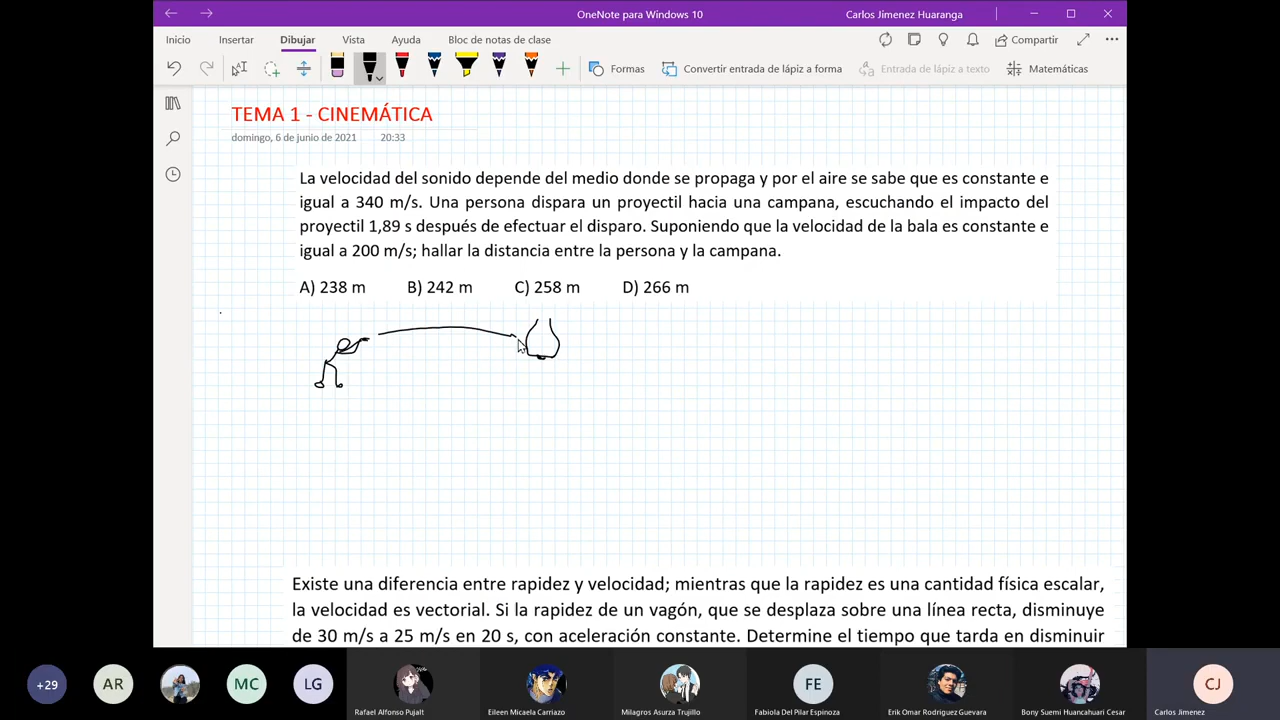 OneNote para Windows 10
Carlos Jimenez Huaranga
Inicio Insertar Dibujar Vista Ayuda Bloc de notas de clase
Compartir
Formas Convertir entrada de lápiz a forma Entrada de lápiz a texto Matemáticas
TEMA 1 - CINEMÁTICA
domingo, 6 de junio de 2021 20:33
La velocidad del sonido depende del medio donde se propaga y por el aire se sabe que es constante e
igual a 340 m/s. Una persona dispara un proyectil hacia una campana, escuchando el impacto del
proyectil 1,89 s después de efectuar el disparo. Suponiendo que la velocidad de la bala es constante e
igual a 200 m/s; hallar la distancia entre la persona y la campana.
A) 238 m B) 242 m C) 258 m D) 266 m
Existe una diferencia entre rapidez y velocidad; mientras que la rapidez es una cantidad física escalar,
la velocidad es vectorial. Si la rapidez de un vagón, que se desplaza sobre una línea recta, disminuye
de 30 m/s a 25 m/s en 20 s, con aceleración constante. Determine el tiempo que tarda en disminuir
+29 AR MC LG FE CJ
Rafael Alfonso Pujalt Eileen Micaela Carriazo Milagros Asurza Trujillo Fabiola Del Pilar Espinoza Erik Omar Rodriguez Guevara Bony Suemi Huancahuari Cesar Carlos Jimenez